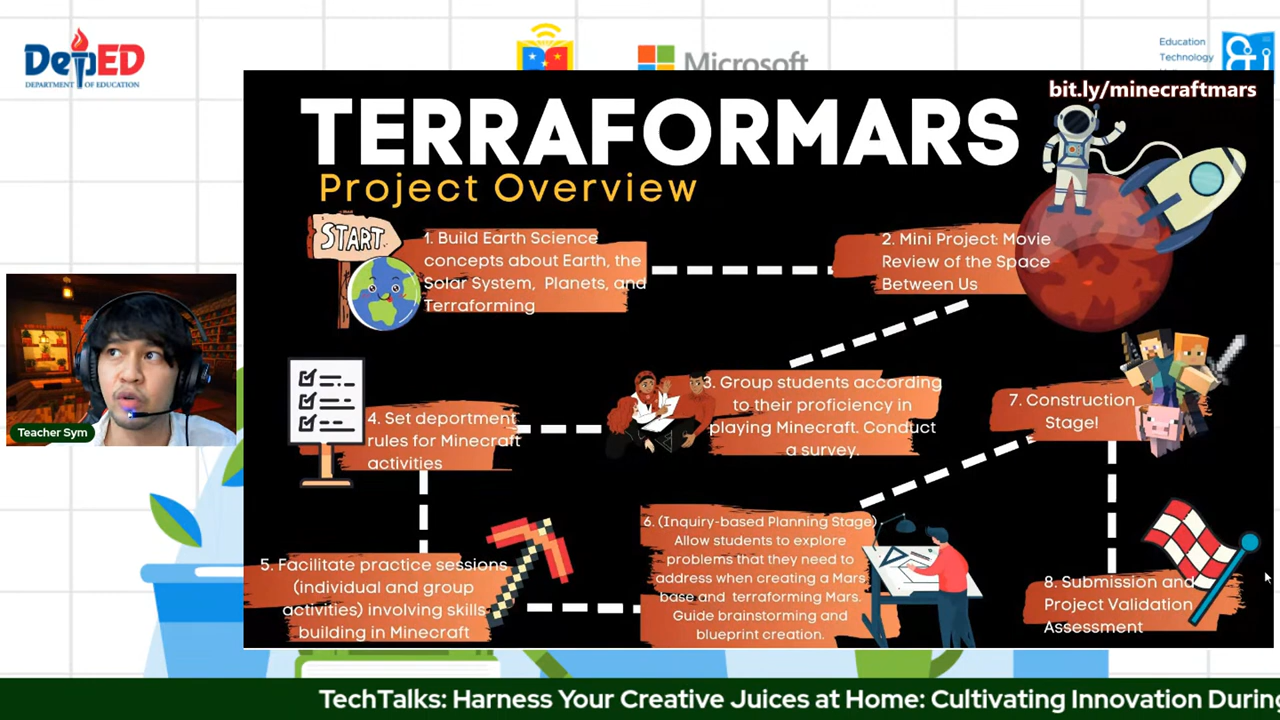 DepED
DEPARTMENT OF EDUCATION
Microsoft
Education
Technology
bit.ly/minecraftmars
TERRAFORMARS
Project Overview
START
1. Build Earth Science
concepts about Earth, the
Solar System, Planets, and
Terraforming
2. Mini Project: Movie
Review of the Space
Between Us
3. Group students according
to their proficiency in
playing Minecraft. Conduct
a survey.
4. Set deportment
rules for Minecraft
activities
5. Facilitate practice sessions
(individual and group
activities) involving skills
building in Minecraft
6. (Inquiry-based Planning Stage)
Allow students to explore
problems that they need to
address when creating a Mars
base and terraforming Mars.
Guide brainstorming and
blueprint creation.
7. Construction
Stage!
8. Submission and
Project Validation
Assessment
Teacher Sym
TechTalks: Harness Your Creative Juices at Home: Cultivating Innovation During